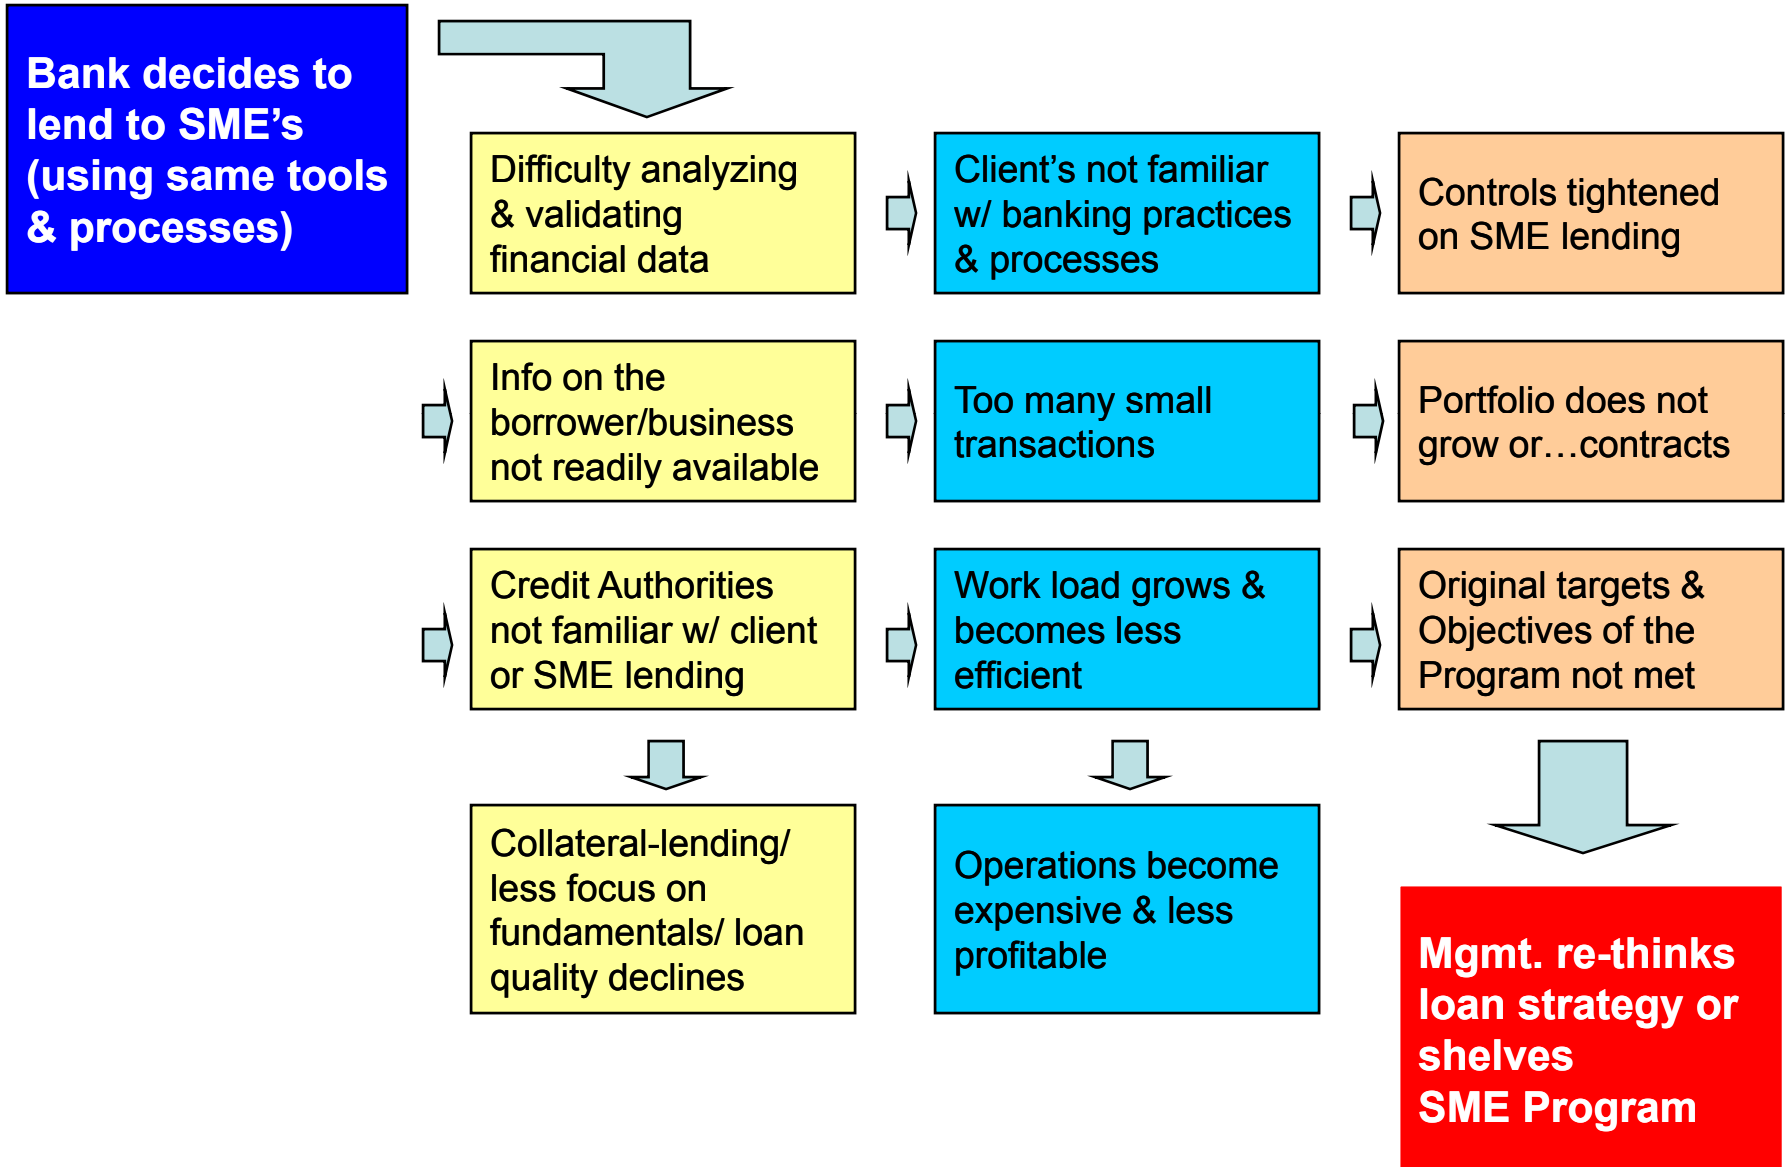 Bank decides to
lend to SME’s
(using same tools
& processes)
Difficulty analyzing
& validating
financial data
Client’s not familiar
w/ banking practices
& processes
Controls tightened
on SME lending
Info on the
borrower/business
not readily available
Too many small
transactions
Portfolio does not
grow or…contracts
Credit Authorities
not familiar w/ client
or SME lending
Work load grows &
becomes less
efficient
Original targets &
Objectives of the
Program not met
Collateral-lending/
less focus on
fundamentals/ loan
quality declines
Operations become
expensive & less
profitable
Mgmt. re-thinks
loan strategy or
shelves
SME Program